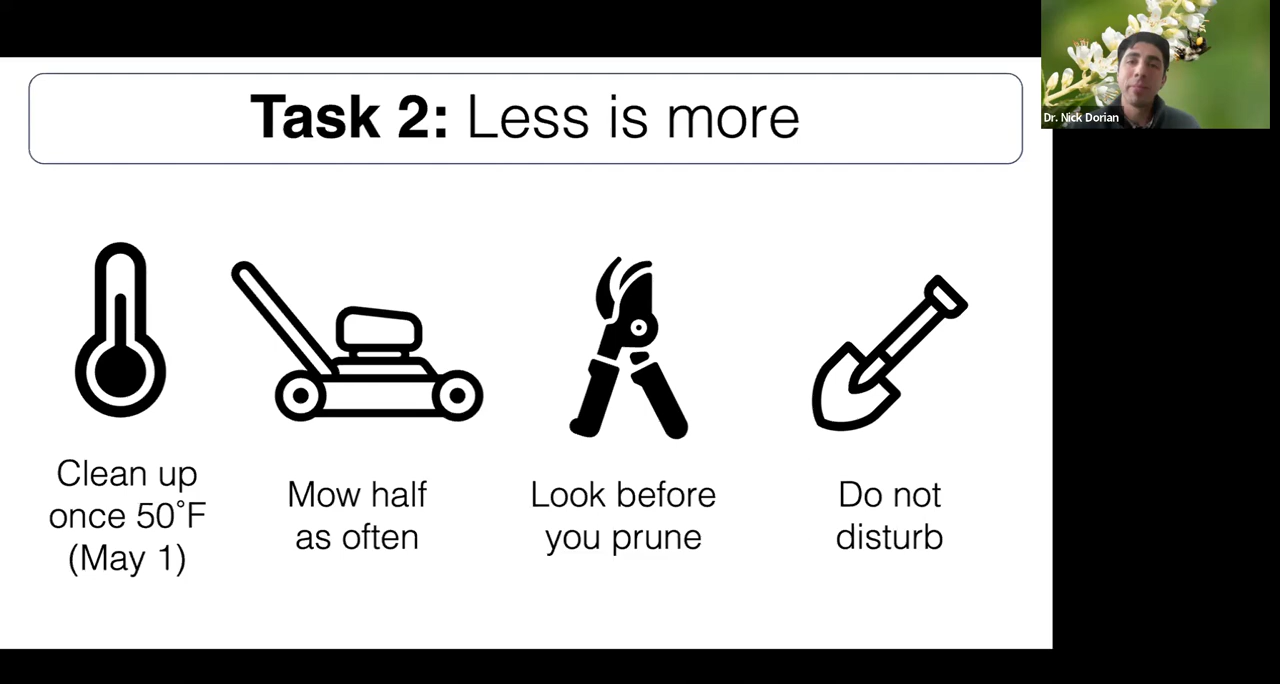 Task 2: Less is more
Dr. Nick Dorian
Clean up
once 50˚F
(May 1)
Mow half
as often
Look before
you prune
Do not
disturb